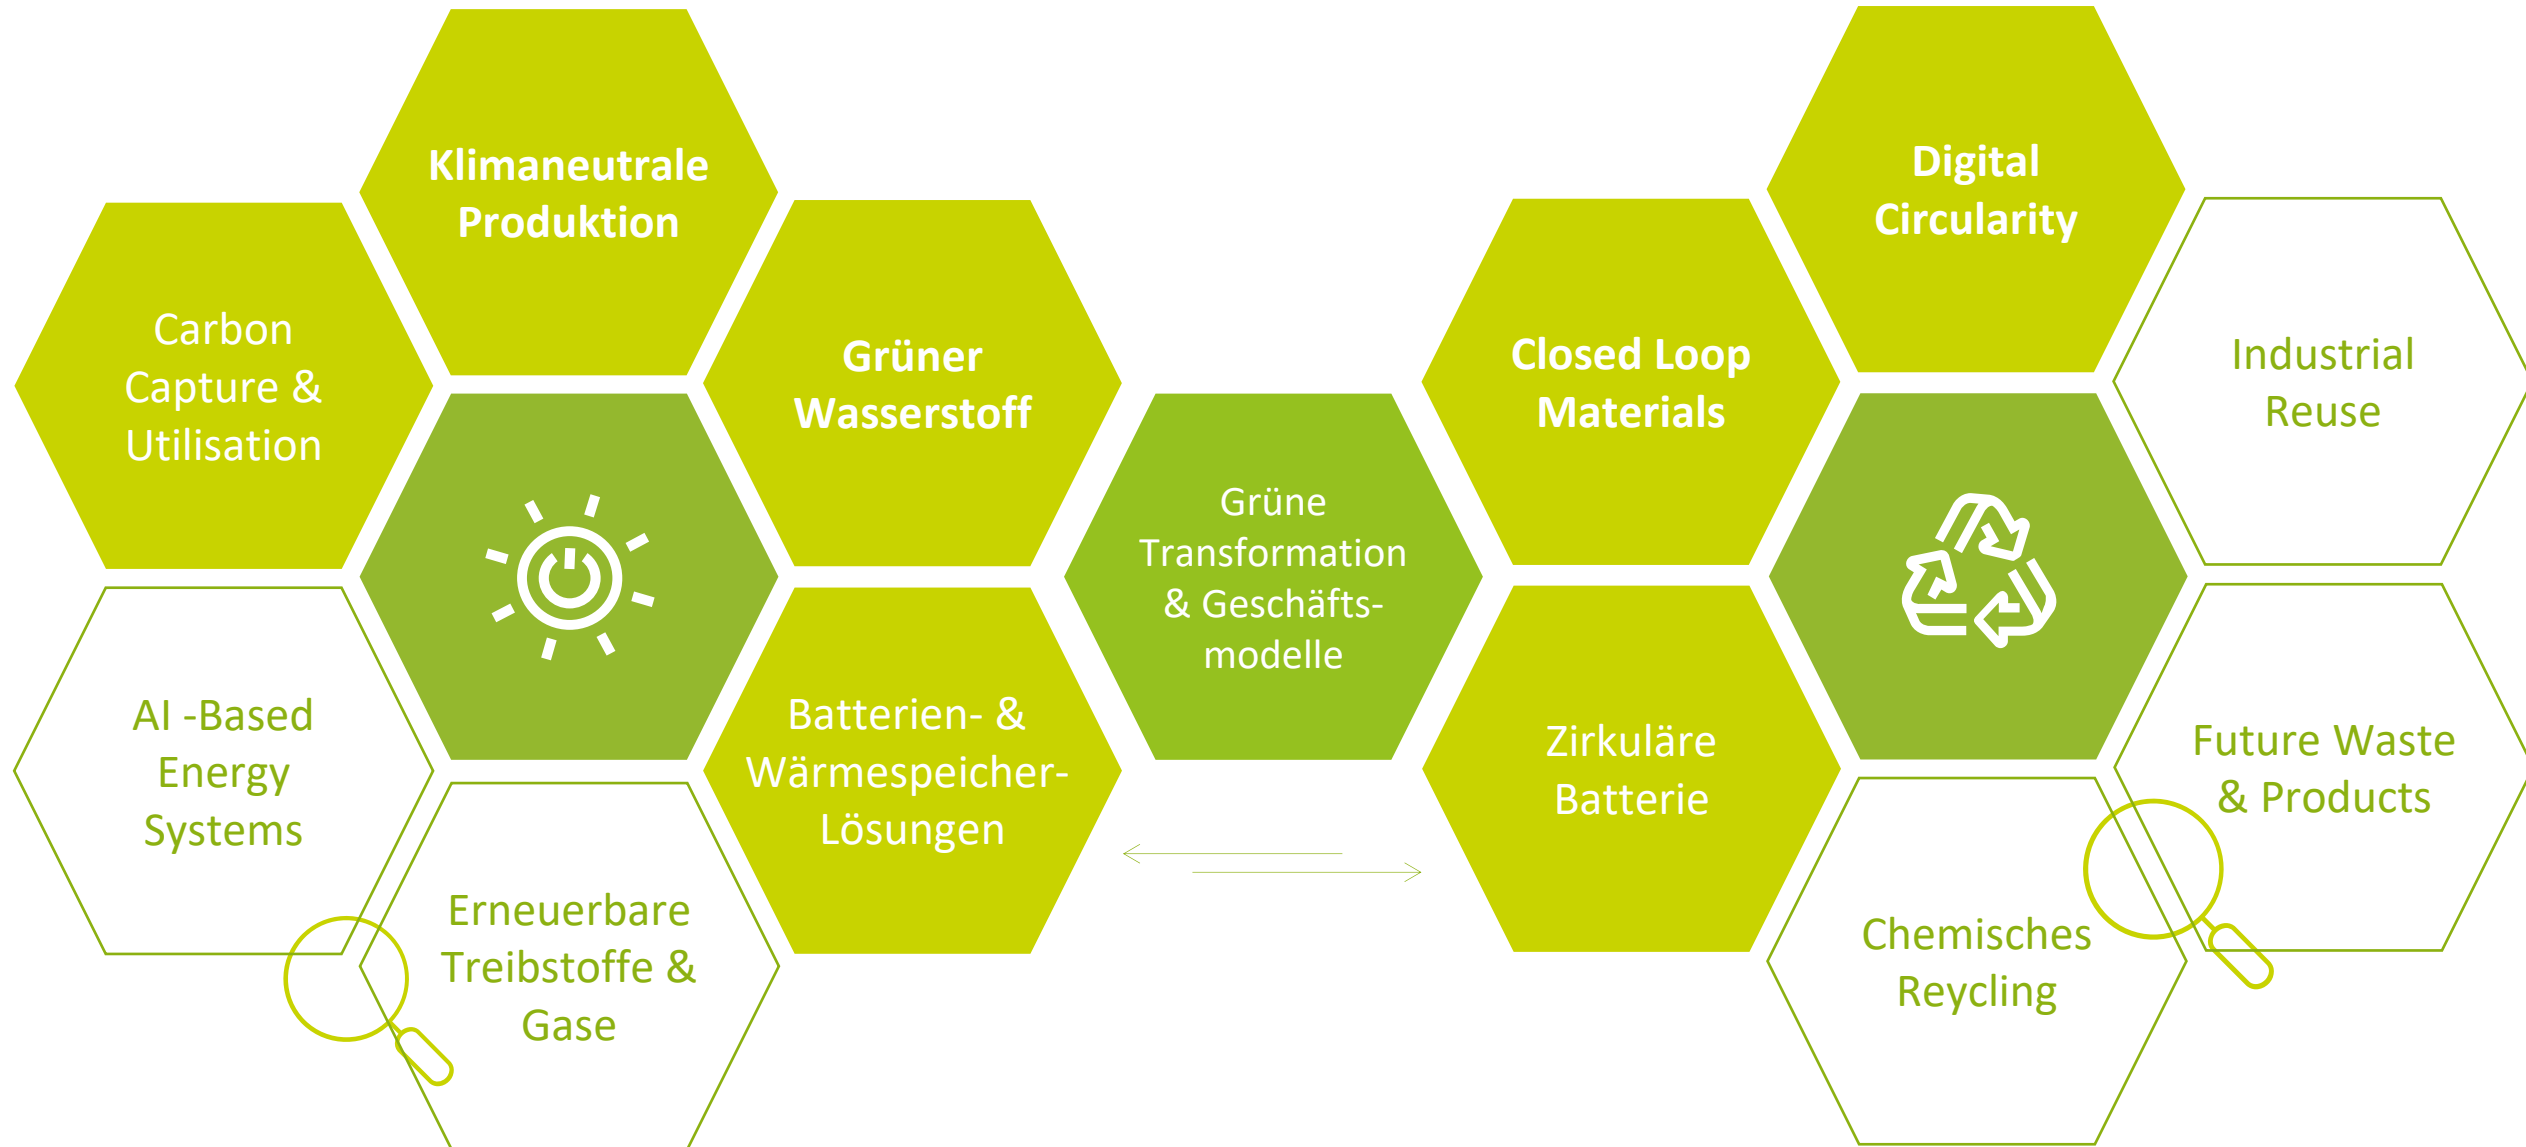 Klimaneutrale
Produktion
Carbon
Capture &
Utilisation
Grüner
Wasserstoff
AI -Based
Energy
Systems
Erneuerbare
Treibstoffe &
Gase
Batterien- &
Wärmespeicher-
Lösungen
Grüne
Transformation
& Geschäfts-
modelle
Digital
Circularity
Closed Loop
Materials
Industrial
Reuse
Zirkuläre
Batterie
Future Waste
& Products
Chemisches
Reycling